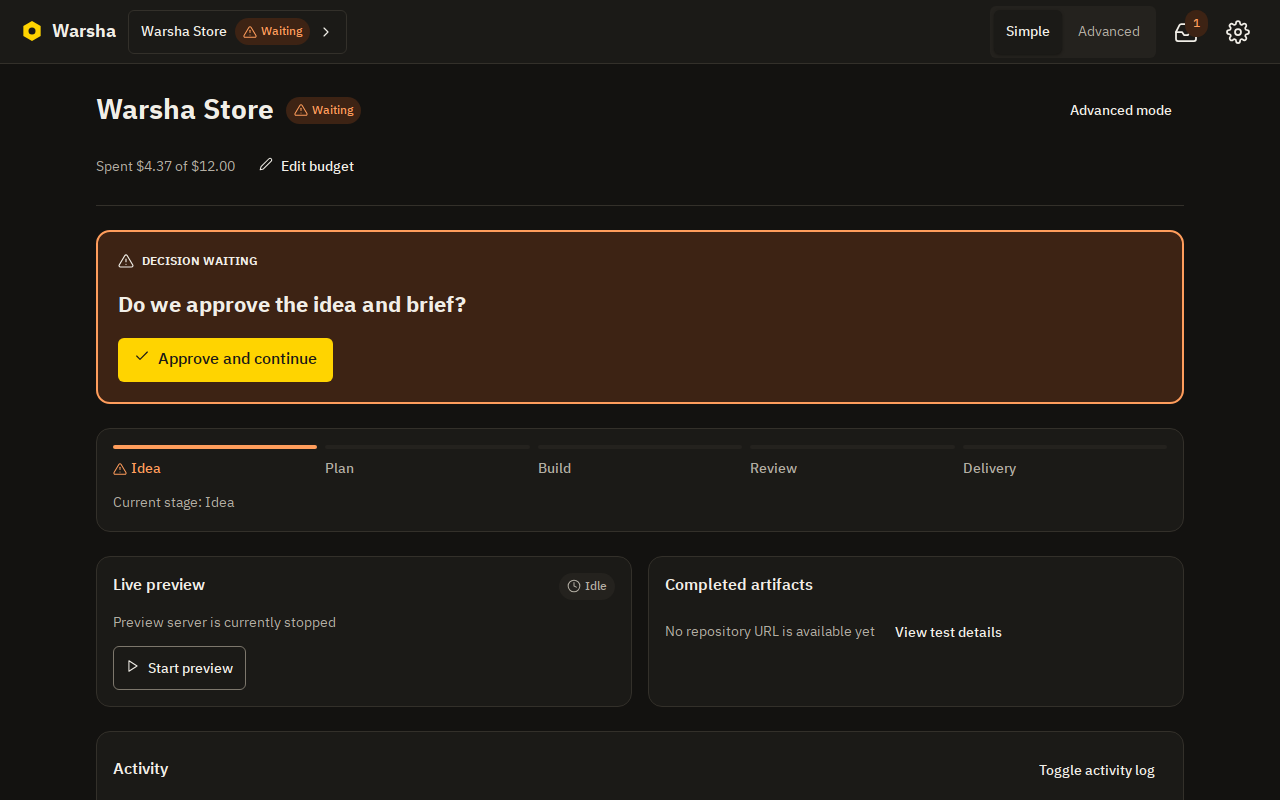 Warsha
Warsha Store Waiting
Simple Advanced
1
Warsha Store Waiting
Advanced mode
Spent $4.37 of $12.00 Edit budget
DECISION WAITING
Do we approve the idea and brief?
Approve and continue
Idea Plan Build Review Delivery
Current stage: Idea
Live preview Idle
Preview server is currently stopped
Start preview
Completed artifacts
No repository URL is available yet View test details
Activity Toggle activity log